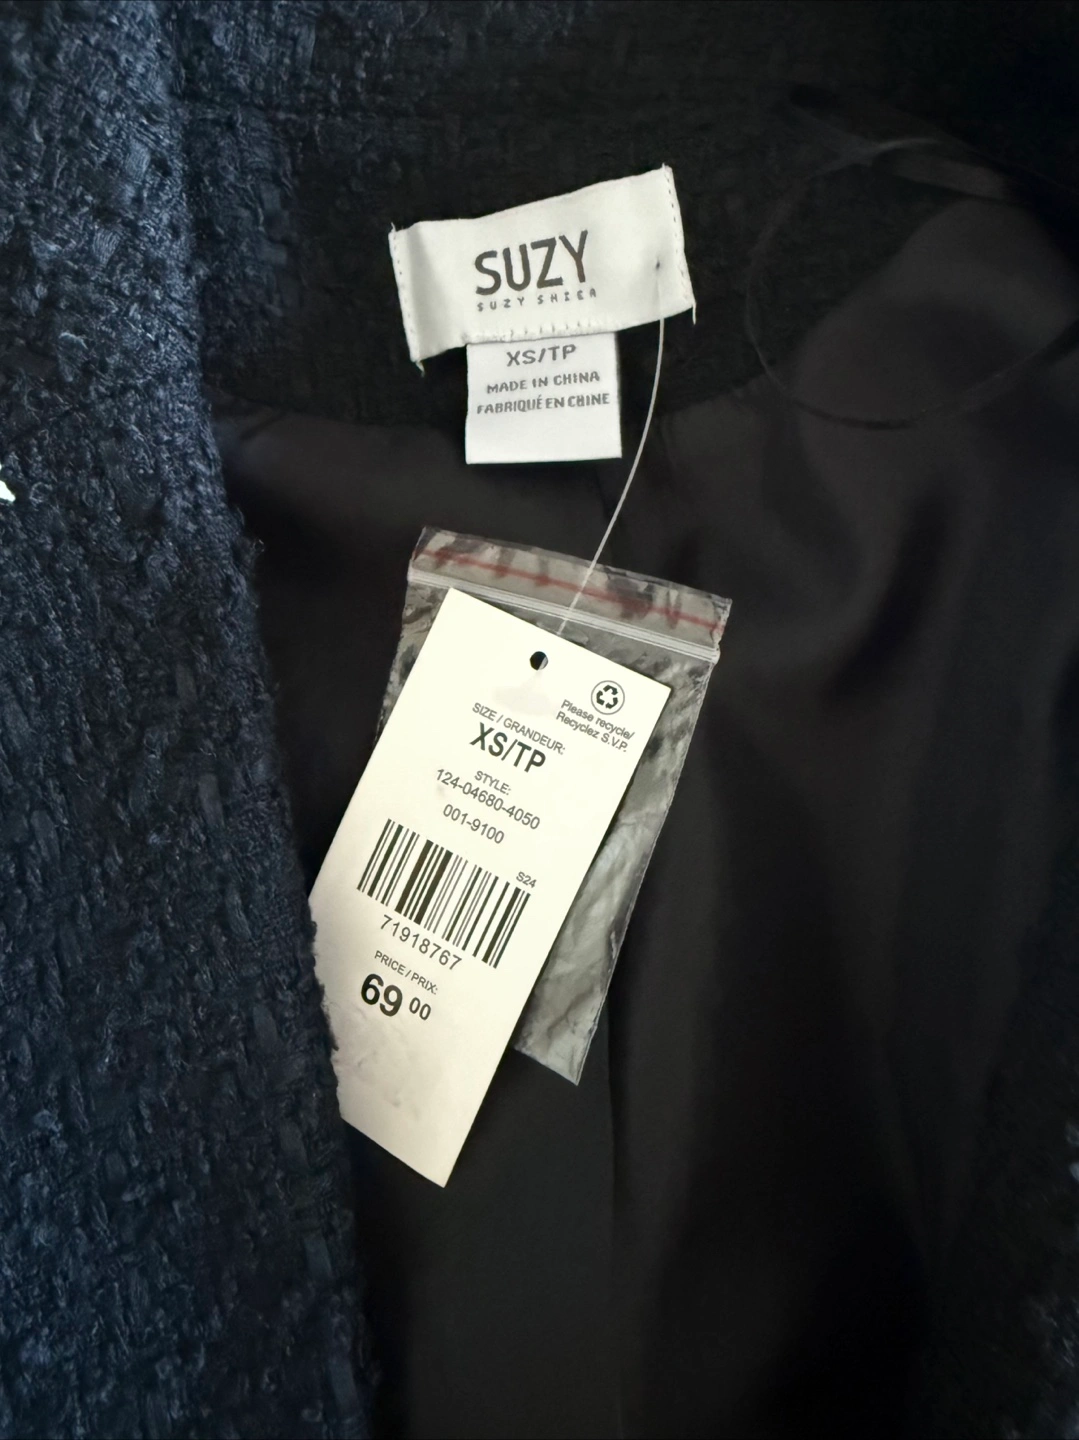 SUZY
SUZY SHIER
XS/TP
MADE IN CHINA
FABRIQUÉ EN CHINE
Please recycle/
Recyclez S.V.P.
SIZE / GRANDEUR:
XS/TP
STYLE:
124-04680-4050
001-9100
S24
71918767
PRICE / PRIX:
69 00